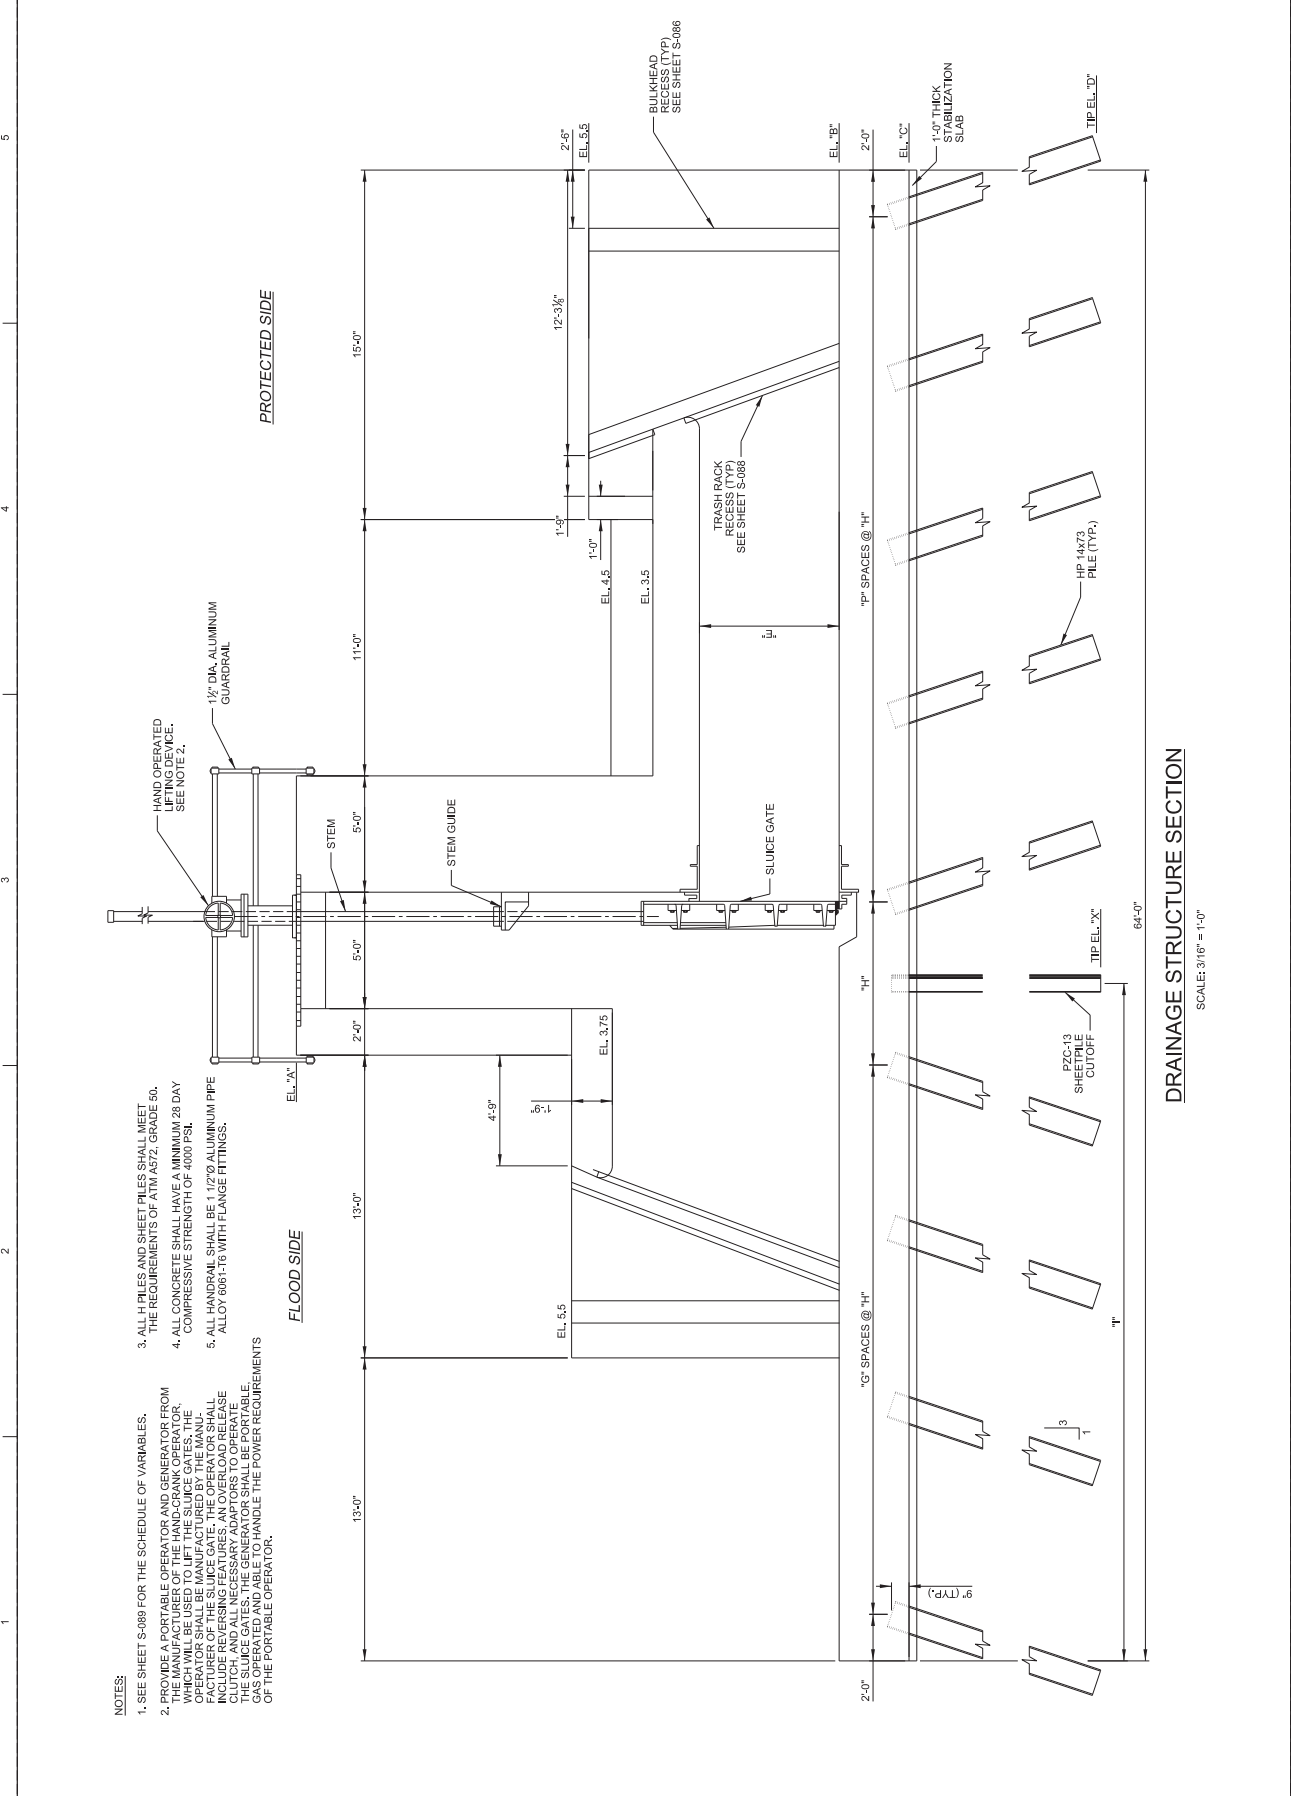 NOTES:
1. SEE SHEET S-089 FOR THE SCHEDULE OF VARIABLES.
2. PROVIDE A PORTABLE OPERATOR AND GENERATOR FROM
THE MANUFACTURER OF THE HAND-CRANK OPERATOR,
WHICH WILL BE USED TO LIFT THE SLUICE GATES. THE
OPERATOR SHALL BE MANUFACTURED BY THE MANU-
FACTURER OF THE SLUICE GATE. THE OPERATOR SHALL
INCLUDE REVERSING FEATURES, AN OVERLOAD RELEASE
CLUTCH, AND ALL NECESSARY ADAPTORS TO OPERATE
THE SLUICE GATES. THE GENERATOR SHALL BE PORTABLE,
GAS OPERATED AND ABLE TO HANDLE THE POWER REQUIREMENTS
OF THE PORTABLE OPERATOR.
3. ALL H PILES AND SHEET PILES SHALL MEET
THE REQUIREMENTS OF ATM A572, GRADE 50.
4. ALL CONCRETE SHALL HAVE A MINIMUM 28 DAY
COMPRESSIVE STRENGTH OF 4000 PSI.
5. ALL HANDRAIL SHALL BE 1 1/2"Ø ALUMINUM PIPE
ALLOY 6061-T6 WITH FLANGE FITTINGS.
HAND OPERATED
LIFTING DEVICE.
SEE NOTE 2.
1½" DIA. ALUMINUM
GUARDRAIL
FLOOD SIDE
PROTECTED SIDE
EL. "A"
STEM
13'-0"
13'-0"
2'-0"
5'-0"
5'-0"
11'-0"
15'-0"
STEM GUIDE
4'-9"
1'-9"
EL. 5.5
EL. 3.75
1'-9"
12'-3⅞"
2'-6"
EL. 5.5
1'-0"
EL. 4.5
EL. 3.5
BULKHEAD
RECESS (TYP)
SEE SHEET S-086
TRASH RACK
RECESS (TYP)
SEE SHEET S-088
SLUICE GATE
"E"
EL. "B"
2'-0"
"G" SPACES @ "H"
"H"
"P" SPACES @ "H"
2'-0"
EL. "C"
1'-0" THICK
STABILIZATION
SLAB
9" (TYP.)
3
1
PZC-13
SHEETPILE
CUTOFF
TIP EL. "X"
HP 14x73
PILE (TYP.)
TIP EL. "D"
"I"
64'-0"
DRAINAGE STRUCTURE SECTION
SCALE: 3/16" = 1'-0"
1
2
3
4
5